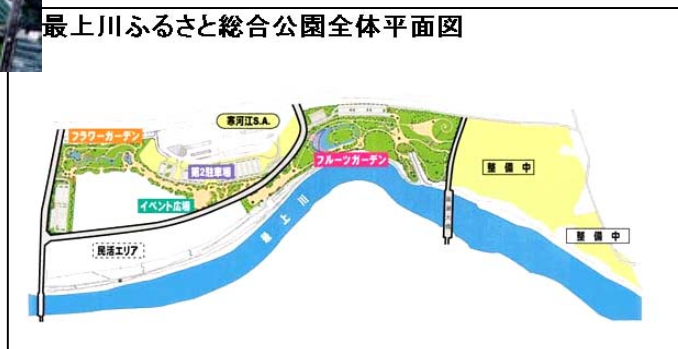 最上川ふるさと総合公園全体平面図
寒河江S.A.
フラワーガーデン
第2駐車場
フルーツガーデン
イベント広場
整備中
最上川
整備中
民活エリア